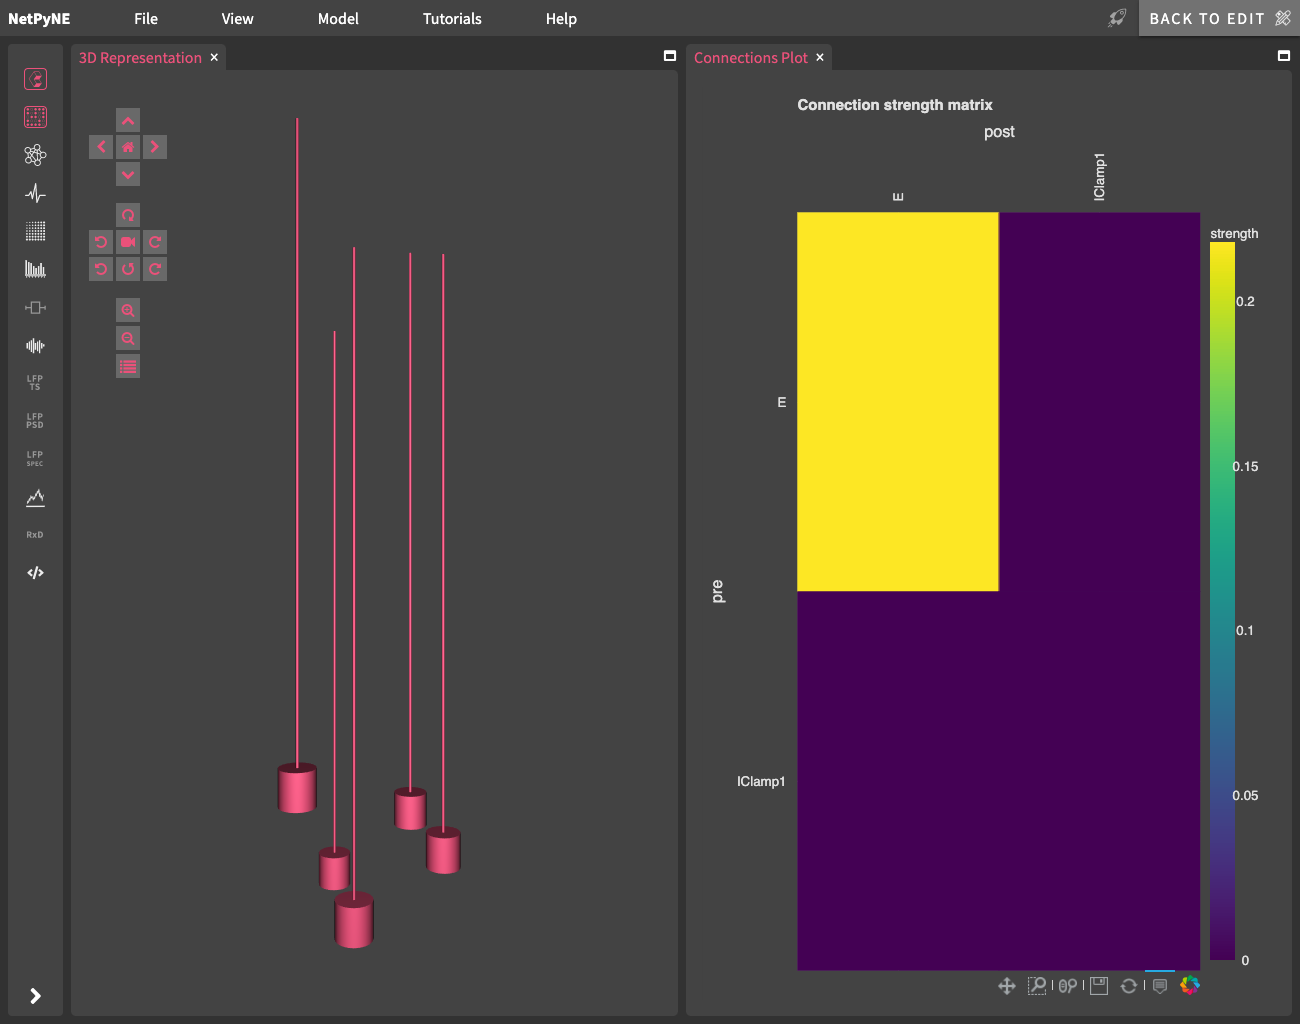 NetPyNE File View Model Tutorials Help BACK TO EDIT
3D Representation
Connections Plot
LFP
TS
LFP
PSD
LFP
SPEC
RxD
Connection strength matrix
post
E
IClamp1
strength
0.2
0.15
0.1
0.05
0
E
pre
IClamp1